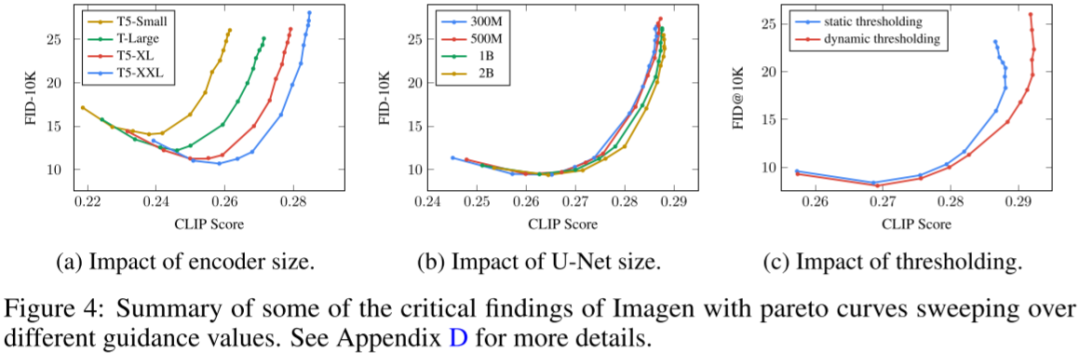 FID-10K
25
20
15
10
T5-Small
T-Large
T5-XL
T5-XXL
0.22 0.24 0.26 0.28
CLIP Score
(a) Impact of encoder size.
FID-10K
25
20
15
10
300M
500M
1B
2B
0.24 0.25 0.26 0.27 0.28 0.29
CLIP Score
(b) Impact of U-Net size.
FID@10K
25
20
15
10
static thresholding
dynamic thresholding
0.26 0.27 0.28 0.29
CLIP Score
(c) Impact of thresholding.
Figure 4: Summary of some of the critical findings of Imagen with pareto curves sweeping over
different guidance values. See Appendix D for more details.